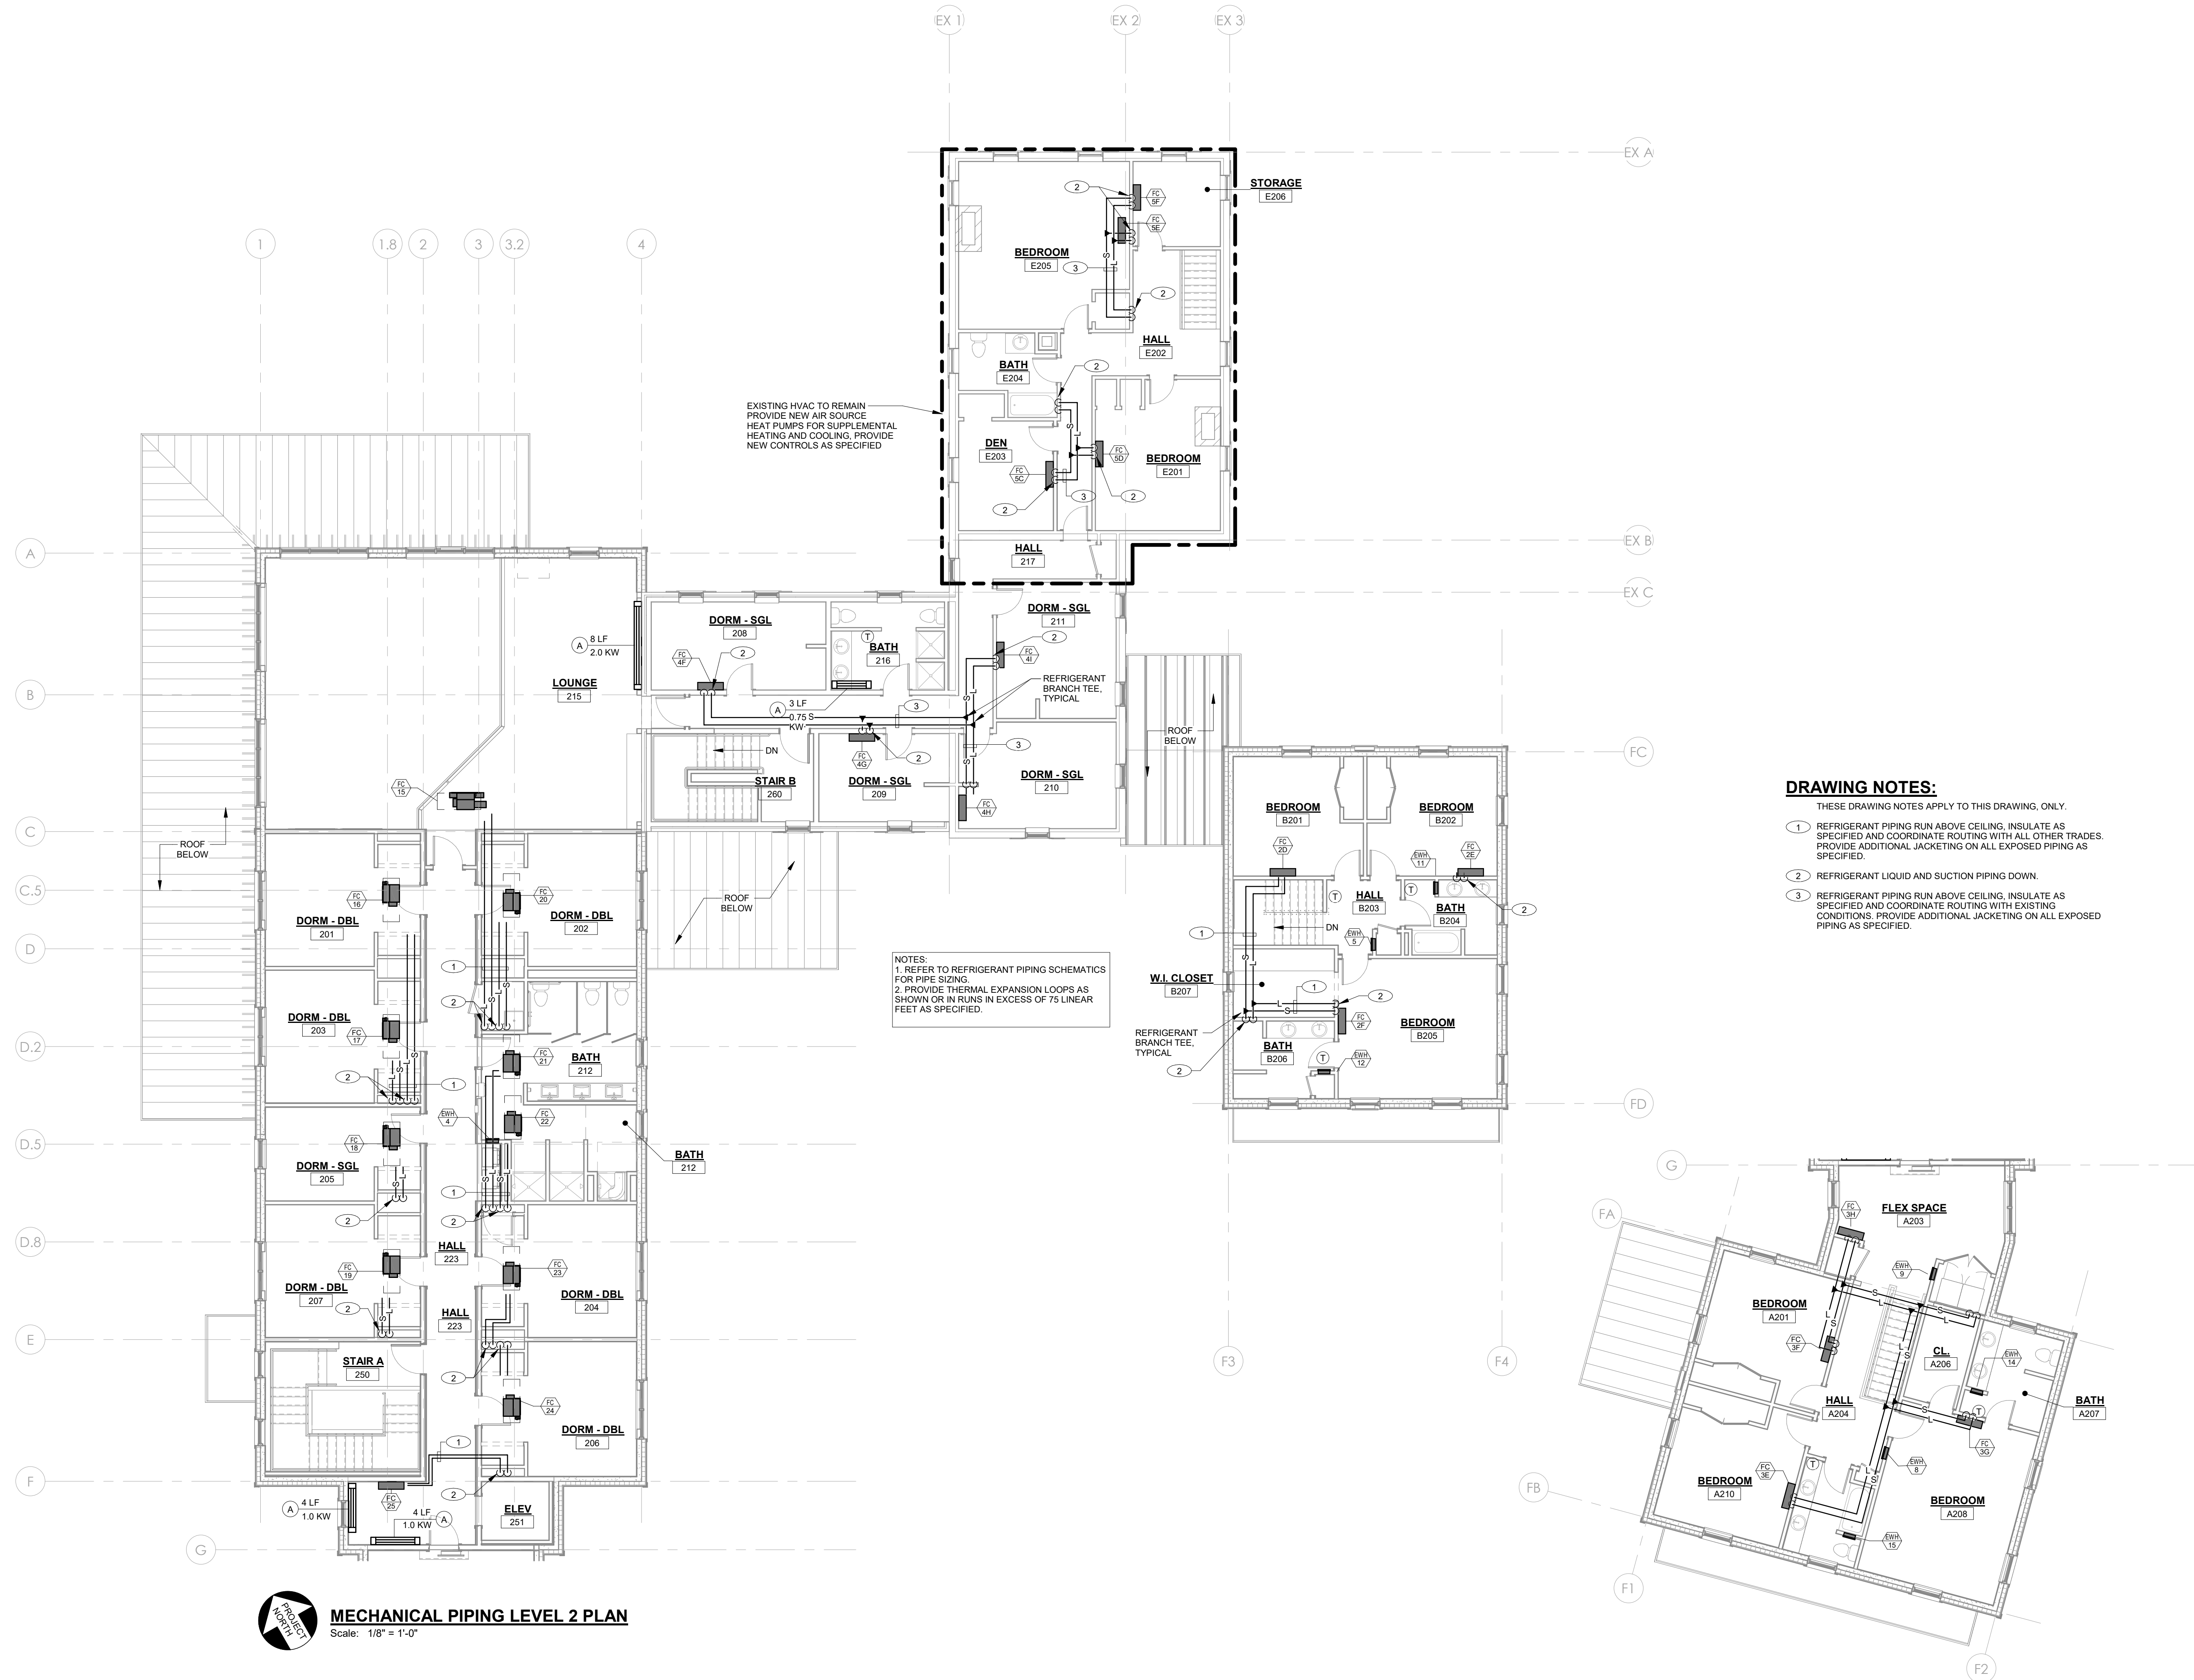 EX 1
EX 2
EX 3
EX A
STORAGE
E206
2
FC
5F
FC
5E
BEDROOM
E205
3
S
L
2
HALL
E202
BATH
E204
2
EXISTING HVAC TO REMAIN
PROVIDE NEW AIR SOURCE
HEAT PUMPS FOR SUPPLEMENTAL
HEATING AND COOLING, PROVIDE
NEW CONTROLS AS SPECIFIED
S
L
DEN
E203
FC
5C
FC
5D
BEDROOM
E201
3
2
2
EX B
HALL
217
EX C
1
1.8
2
3
3.2
4
A
B
C
C.5
D
D.2
D.5
D.8
E
F
G
A
8 LF
2.0 KW
LOUNGE
215
DORM - SGL
208
FC
4F
2
T
BATH
216
DORM - SGL
211
2
FC
4I
REFRIGERANT
BRANCH TEE,
TYPICAL
A
3 LF
0.75
KW
S
S
L
3
3
S
L
DN
STAIR B
260
FC
4G
2
DORM - SGL
209
DORM - SGL
210
FC
4H
FC
15
ROOF
BELOW
ROOF
BELOW
ROOF
BELOW
FC
16
DORM - DBL
201
FC
20
DORM - DBL
202
1
2
S
L
L
S
DORM - DBL
203
FC
17
L
S
L
S
2
1
FC
21
BATH
212
EWH
4
FC
22
BATH
212
FC
18
DORM - SGL
205
S
L
2
S
L
S
L
1
2
HALL
223
FC
19
DORM - DBL
207
2
S
L
FC
23
DORM - DBL
204
HALL
223
STAIR A
250
2
FC
24
DORM - DBL
206
1
2
FC
25
A
4 LF
1.0 KW
4 LF
1.0 KW
A
ELEV
251
NOTES:
1. REFER TO REFRIGERANT PIPING SCHEMATICS
FOR PIPE SIZING.
2. PROVIDE THERMAL EXPANSION LOOPS AS
SHOWN OR IN RUNS IN EXCESS OF 75 LINEAR
FEET AS SPECIFIED.
FC
BEDROOM
B201
BEDROOM
B202
FC
2D
EWH
11
FC
2E
T
HALL
B203
T
BATH
B204
2
1
DN
EWH
5
S
L
W.I. CLOSET
B207
1
2
L
S
REFRIGERANT
BRANCH TEE,
TYPICAL
FC
2F
BEDROOM
B205
BATH
B206
T
EWH
12
2
FD
F3
F4
DRAWING NOTES:
THESE DRAWING NOTES APPLY TO THIS DRAWING, ONLY.
1 REFRIGERANT PIPING RUN ABOVE CEILING, INSULATE AS
SPECIFIED AND COORDINATE ROUTING WITH ALL OTHER TRADES.
PROVIDE ADDITIONAL JACKETING ON ALL EXPOSED PIPING AS
SPECIFIED.
2 REFRIGERANT LIQUID AND SUCTION PIPING DOWN.
3 REFRIGERANT PIPING RUN ABOVE CEILING, INSULATE AS
SPECIFIED AND COORDINATE ROUTING WITH EXISTING
CONDITIONS. PROVIDE ADDITIONAL JACKETING ON ALL EXPOSED
PIPING AS SPECIFIED.
G
FA
FB
F1
F2
FC
3H
FLEX SPACE
A203
EWH
9
BEDROOM
A201
S
L
S
L
L
S
FC
3F
L
S
CL.
A206
EWH
14
BATH
A207
HALL
A204
S
L
T
FC
3G
FC
3E
T
EWH
8
L
S
BEDROOM
A210
BEDROOM
A208
EWH
15
PROJECT
NORTH
MECHANICAL PIPING LEVEL 2 PLAN
Scale: 1/8" = 1'-0"